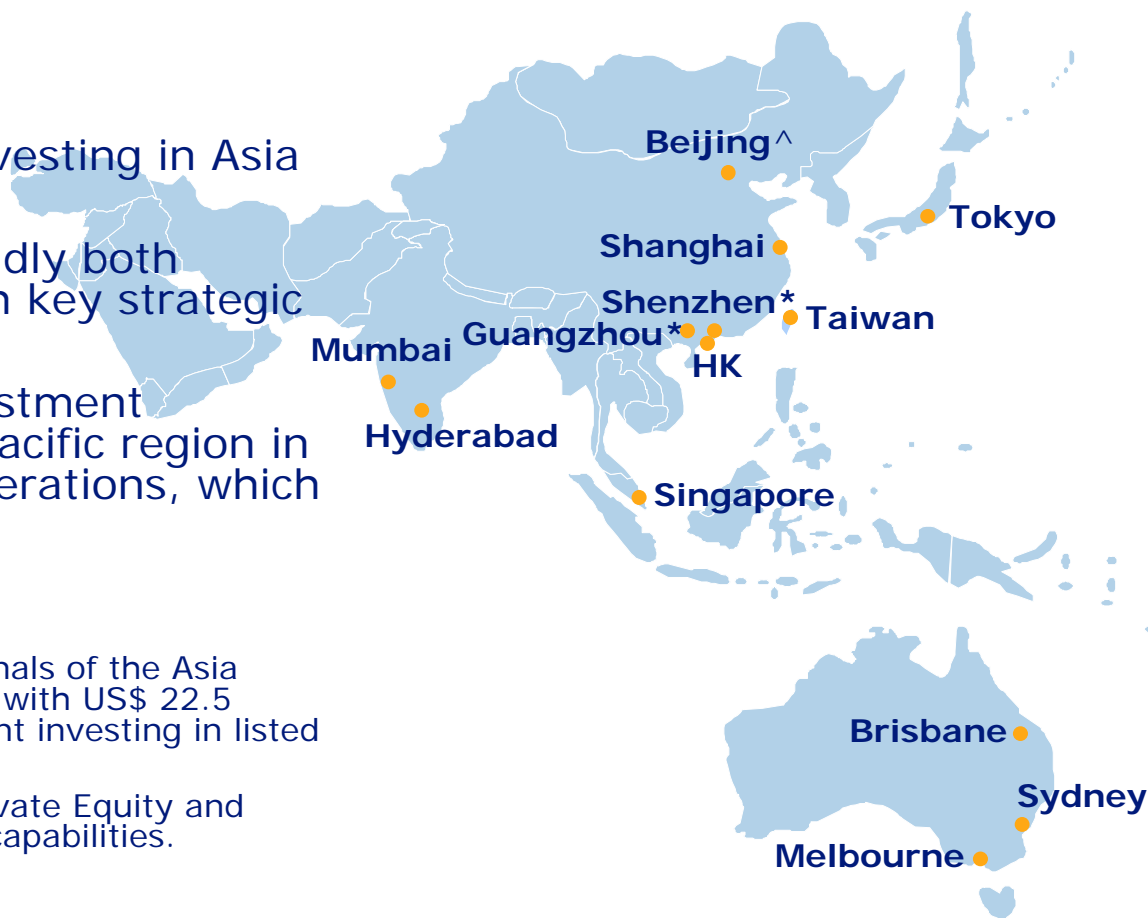 vesting in Asia
dly both
n key strategic
stment
acific region in
erations, which
nals of the Asia
with US$ 22.5
nt investing in listed
vate Equity and
capabilities.
Beijing^
Tokyo
Shanghai
Shenzhen*
Taiwan
Guangzhou*
HK
Mumbai
Hyderabad
Singapore
Brisbane
Sydney
Melbourne